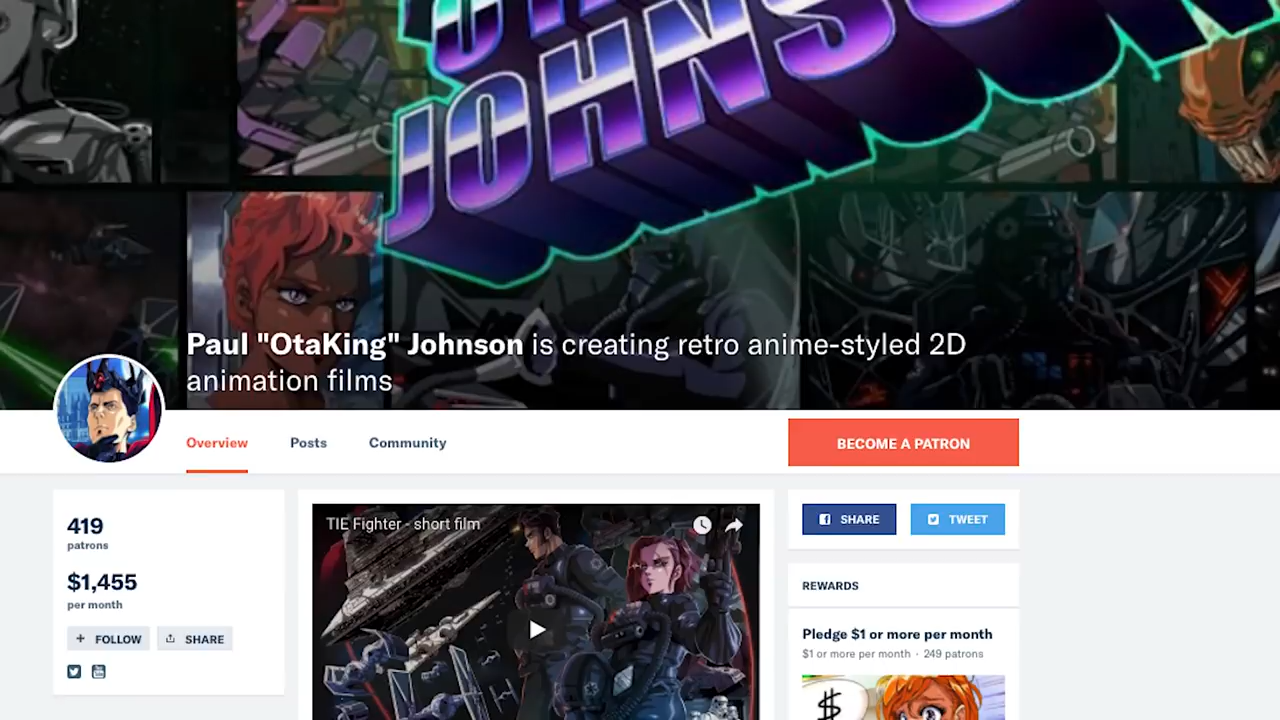 JOHNSON
Paul "OtaKing" Johnson is creating retro anime-styled 2D
animation films
Overview
Posts
Community
BECOME A PATRON
419
patrons
$1,455
per month
FOLLOW
SHARE
TIE Fighter - short film
SHARE
TWEET
REWARDS
Pledge $1 or more per month
$1 or more per month · 249 patrons
$